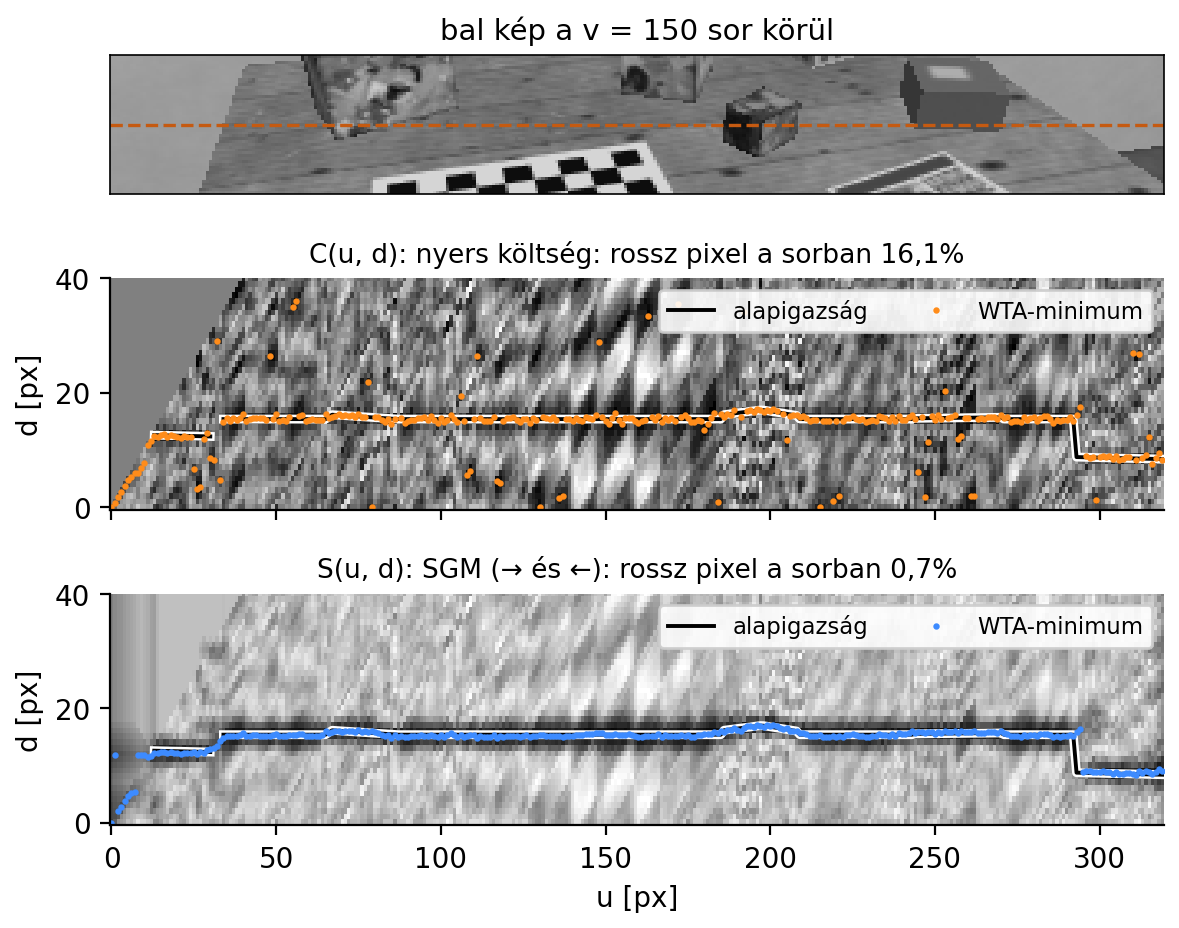 bal kép a v = 150 sor körül
C(u, d): nyers költség: rossz pixel a sorban 16,1%
40
20
0
d [px]
alapigazság
WTA-minimum
S(u, d): SGM (→ és ←): rossz pixel a sorban 0,7%
40
20
0
d [px]
alapigazság
WTA-minimum
0 50 100 150 200 250 300
u [px]